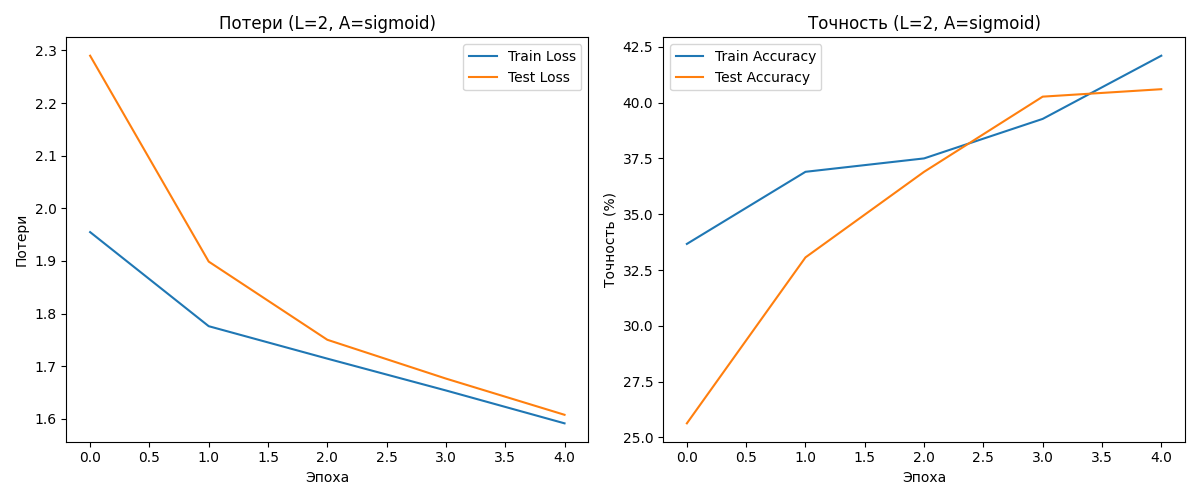 Потери (L=2, A=sigmoid)
2.3
2.2
2.1
2.0
1.9
1.8
1.7
1.6
Потери
Train Loss
Test Loss
0.0 0.5 1.0 1.5 2.0 2.5 3.0 3.5 4.0
Эпоха
Точность (L=2, A=sigmoid)
42.5
40.0
37.5
35.0
32.5
30.0
27.5
25.0
Точность (%)
Train Accuracy
Test Accuracy
0.0 0.5 1.0 1.5 2.0 2.5 3.0 3.5 4.0
Эпоха